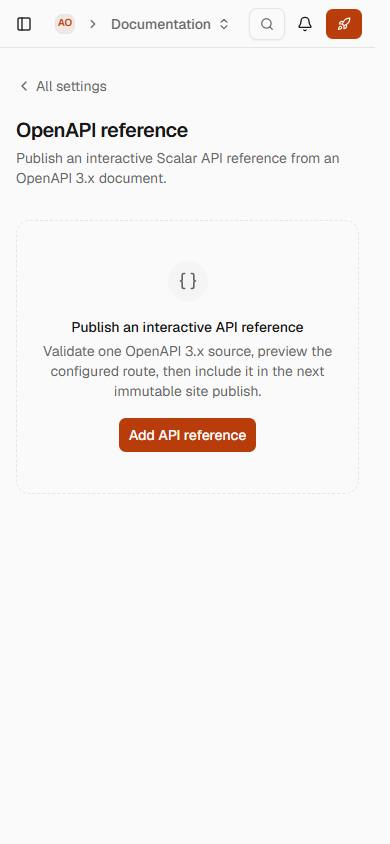 AO
Documentation
All settings
OpenAPI reference
Publish an interactive Scalar API reference from an
OpenAPI 3.x document.
{ }
Publish an interactive API reference
Validate one OpenAPI 3.x source, preview the
configured route, then include it in the next
immutable site publish.
Add API reference